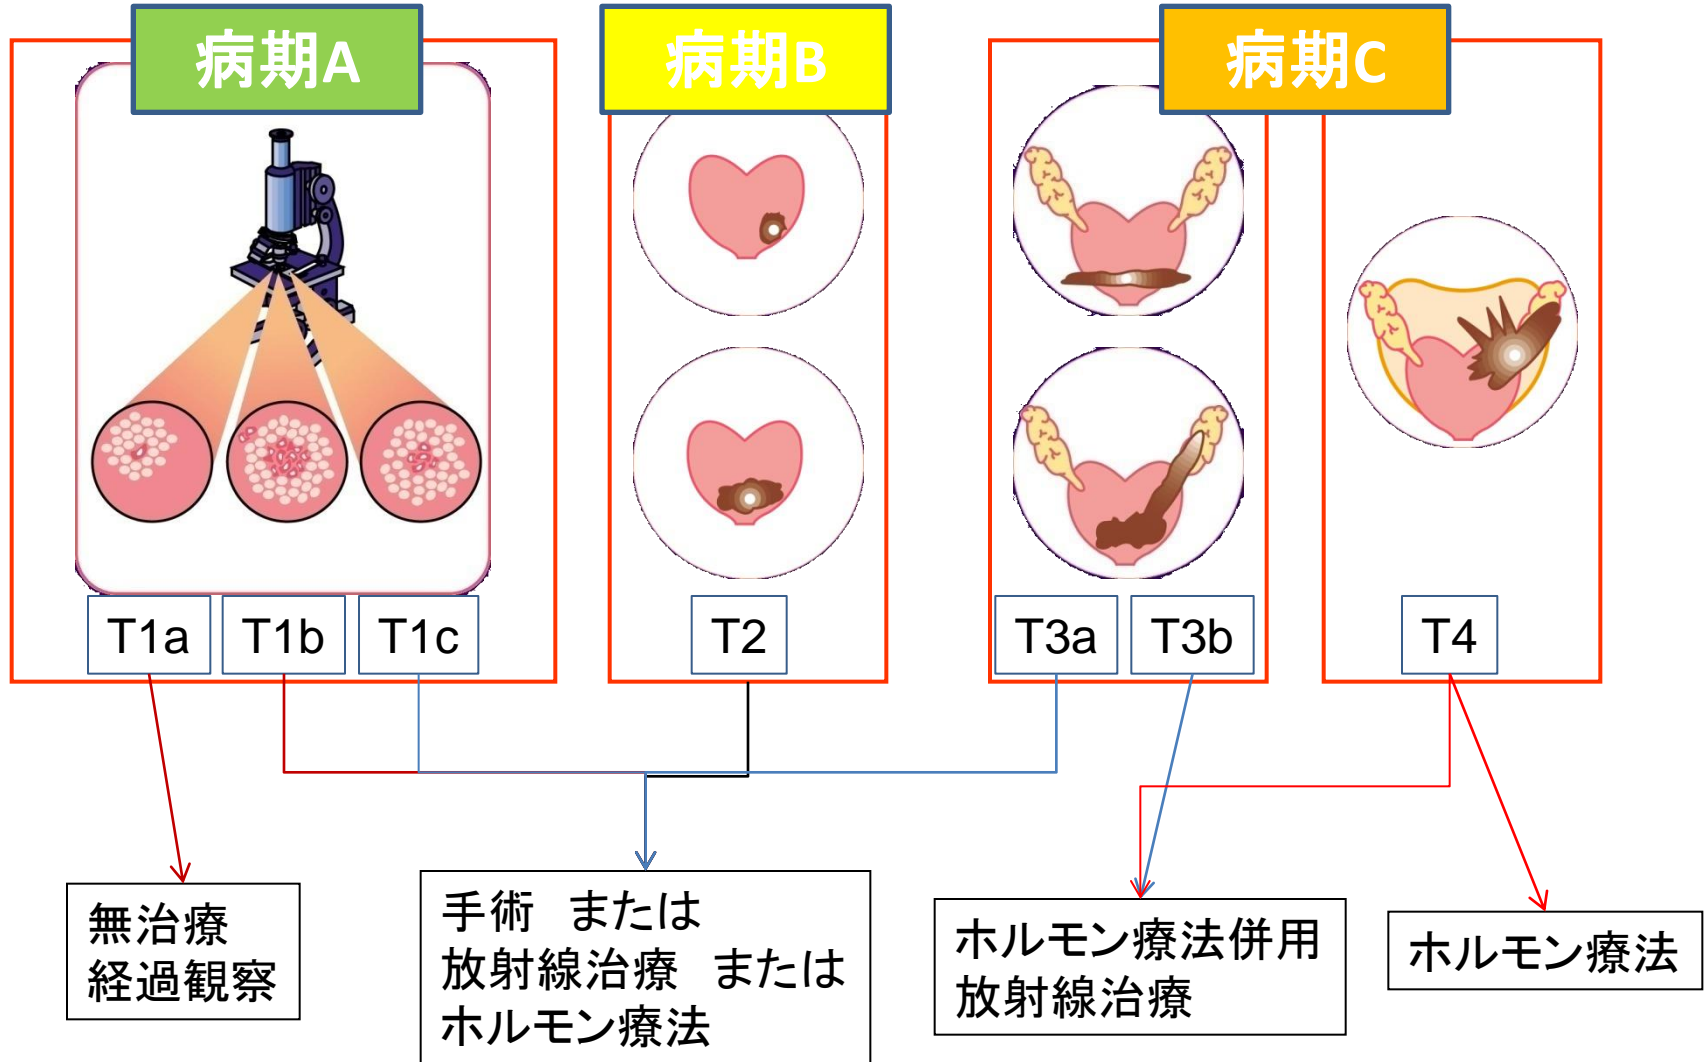 病期A
病期B
病期C
T1a
T1b
T1c
T2
T3a
T3b
T4
無治療
経過観察
手術　または
放射線治療　または
ホルモン療法
ホルモン療法併用
放射線治療
ホルモン療法